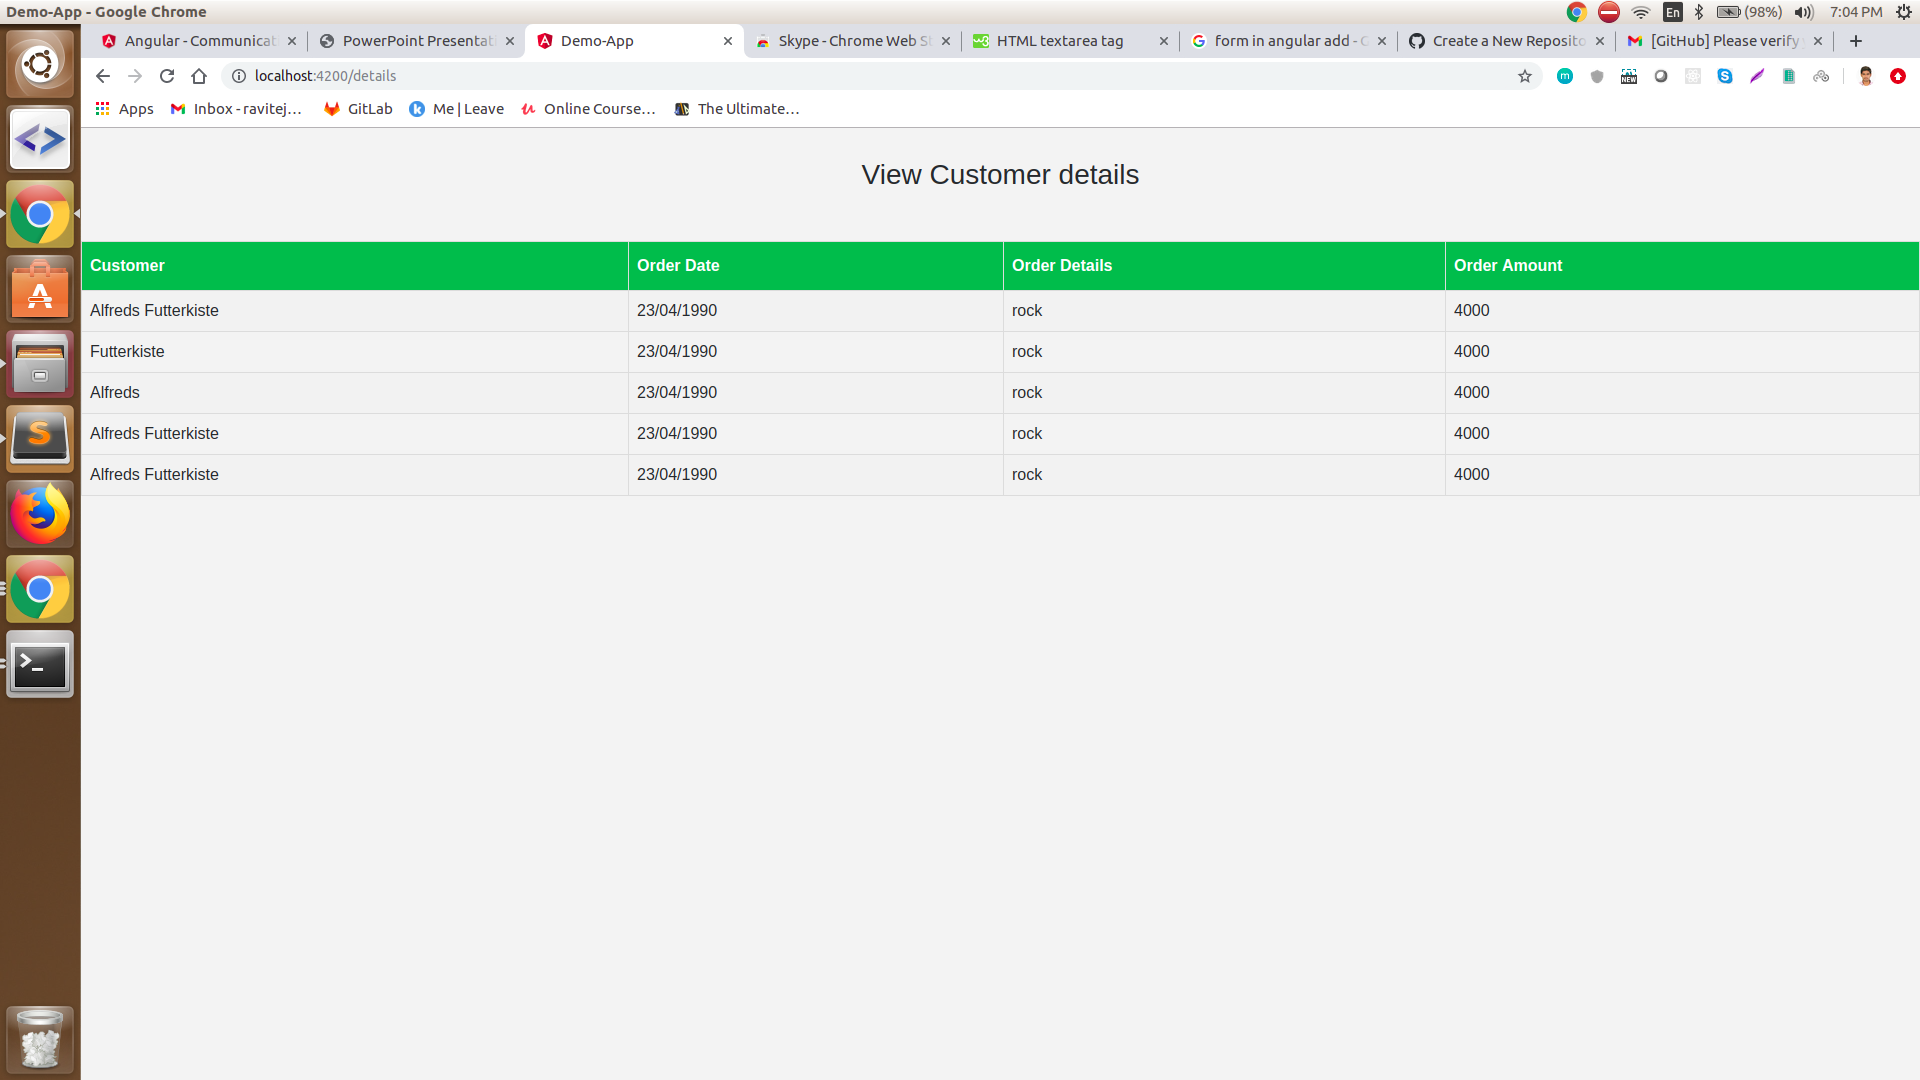 Demo-App - Google Chrome
En (98%) 7:04 PM
Angular - Communicat PowerPoint Presentat Demo-App Skype - Chrome Web St HTML textarea tag form in angular add - G Create a New Reposito [GitHub] Please verify
localhost:4200/details
Apps Inbox - ravitej... GitLab Me | Leave Online Course... The Ultimate...
View Customer details
Customer Order Date Order Details Order Amount
Alfreds Futterkiste 23/04/1990 rock 4000
Futterkiste 23/04/1990 rock 4000
Alfreds 23/04/1990 rock 4000
Alfreds Futterkiste 23/04/1990 rock 4000
Alfreds Futterkiste 23/04/1990 rock 4000